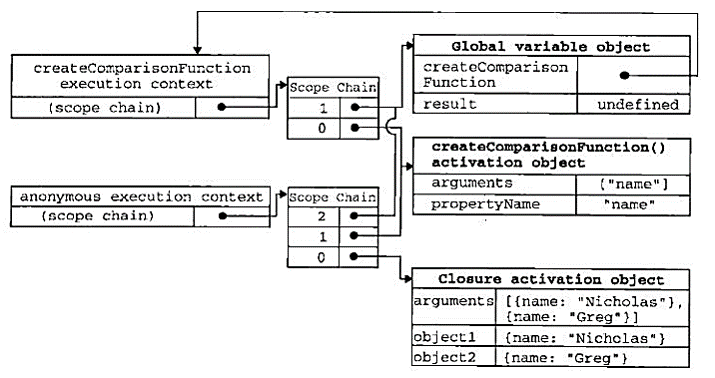 createComparisonFunction
execution context
(scope chain)
Scope Chain
1
0
Global variable object
createComparison
Function
result undefined
createComparisonFunction()
activation object
arguments ["name"]
propertyName "name"
anonymous execution context
(scope chain)
Scope Chain
2
1
0
Closure activation object
arguments [{name: "Nicholas"},
{name: "Greg"}]
object1 {name: "Nicholas"}
object2 {name: "Greg"}